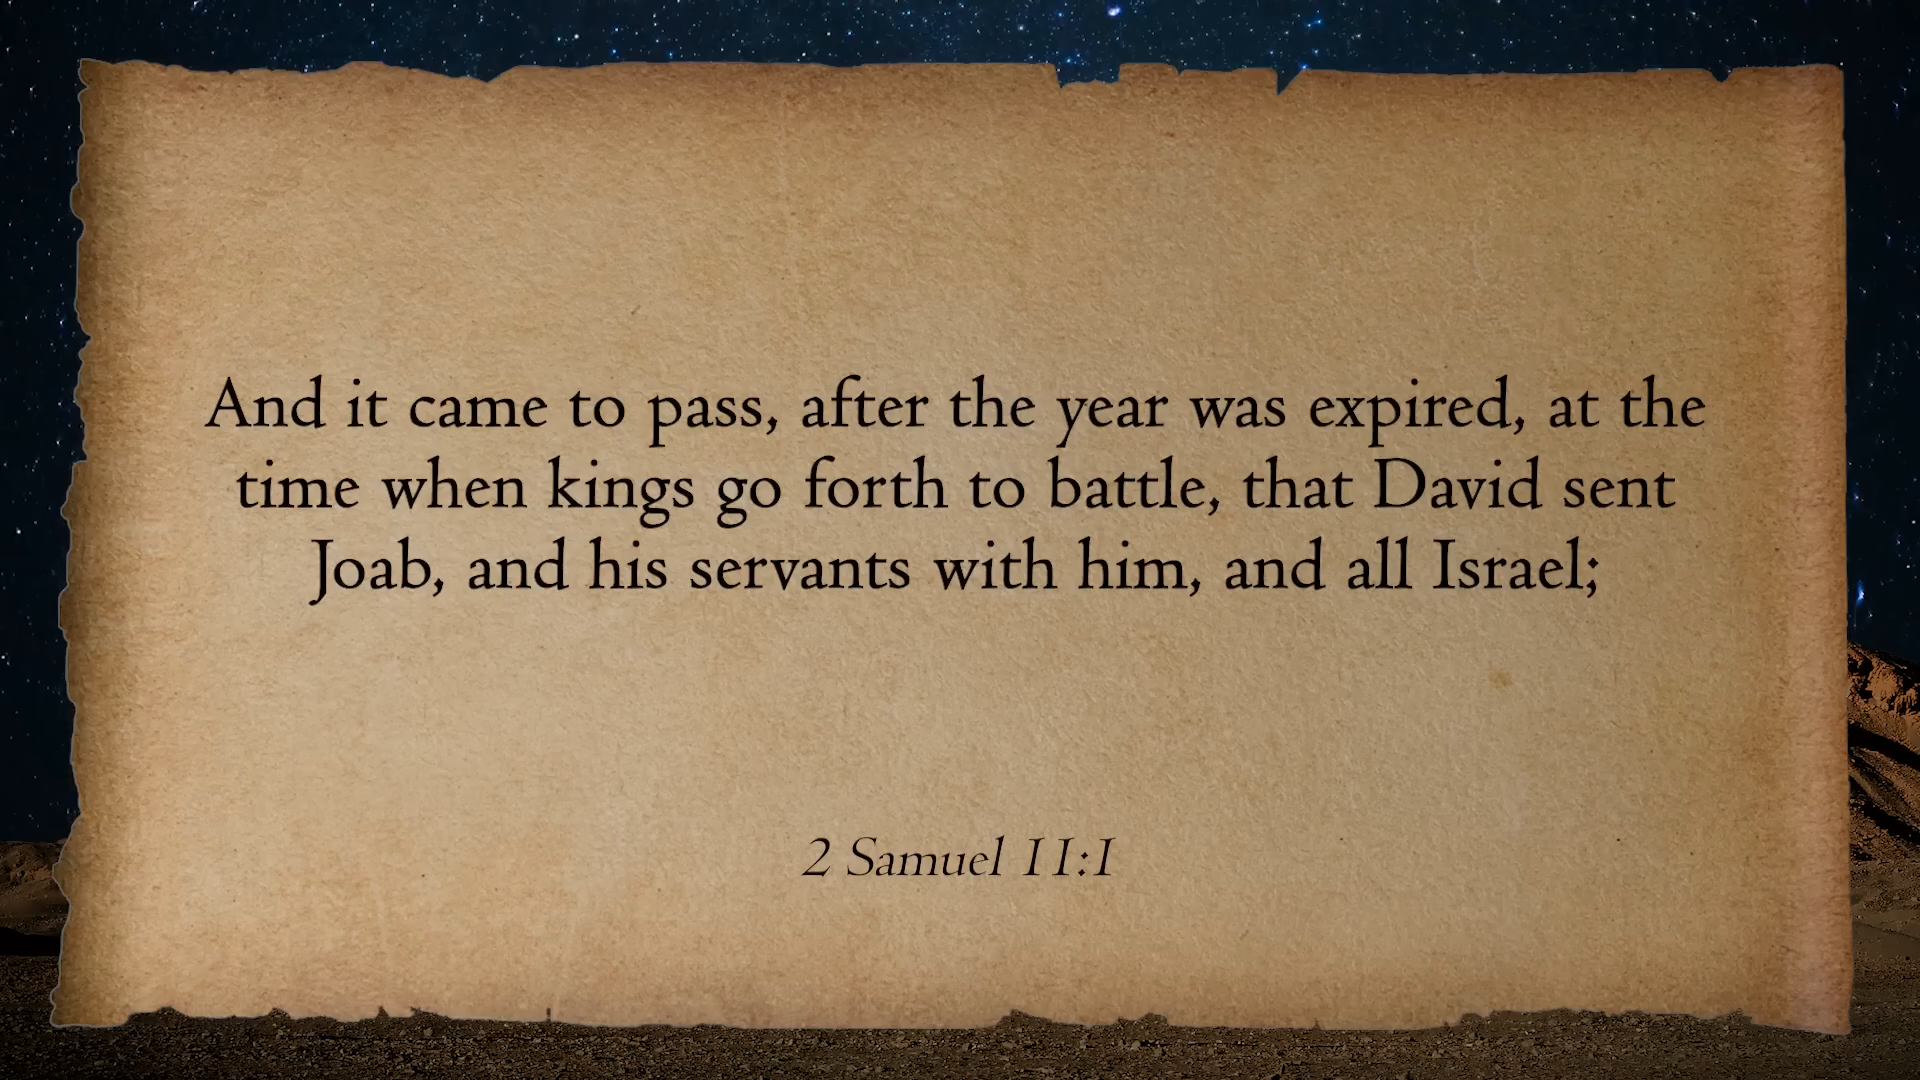 And it came to pass, after the year was expired, at the
time when kings go forth to battle, that David sent
Joab, and his servants with him, and all Israel;
2 Samuel 11:1